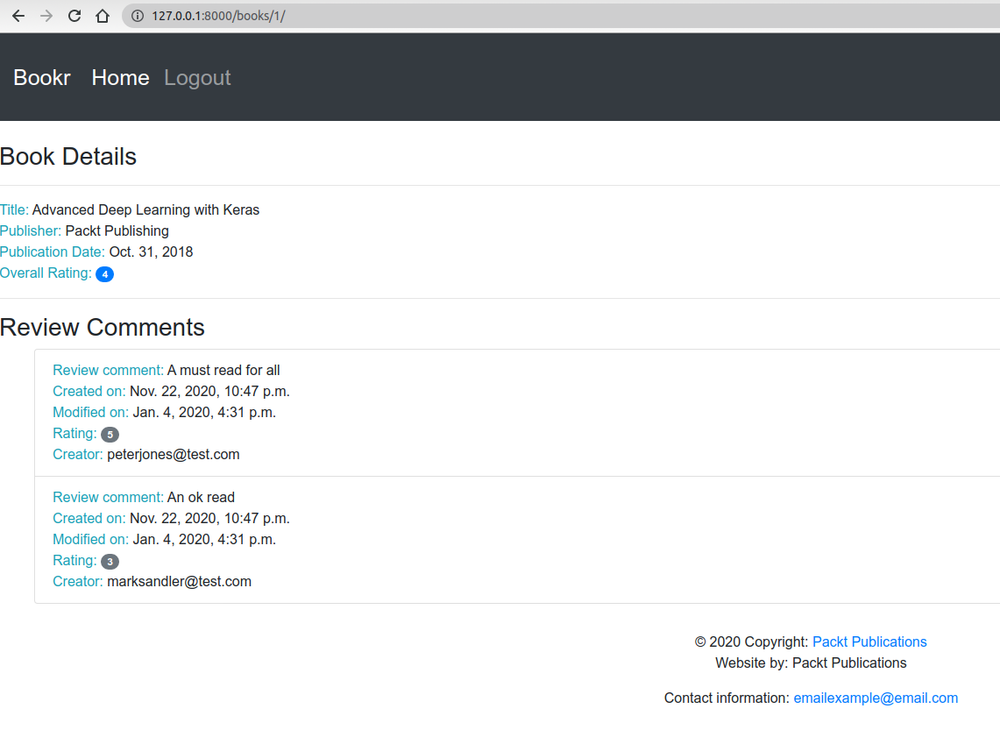 127.0.0.1:8000/books/1/
Bookr Home Logout
Book Details
Title: Advanced Deep Learning with Keras
Publisher: Packt Publishing
Publication Date: Oct. 31, 2018
Overall Rating: 4
Review Comments
Review comment: A must read for all
Created on: Nov. 22, 2020, 10:47 p.m.
Modified on: Jan. 4, 2020, 4:31 p.m.
Rating: 5
Creator: peterjones@test.com
Review comment: An ok read
Created on: Nov. 22, 2020, 10:47 p.m.
Modified on: Jan. 4, 2020, 4:31 p.m.
Rating: 3
Creator: marksandler@test.com
© 2020 Copyright: Packt Publications
Website by: Packt Publications
Contact information: emailexample@email.com